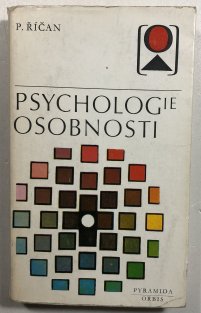 P. ŘÍČAN
PSYCHOLOGIE
OSOBNOSTI
PYRAMIDA
ORBIS